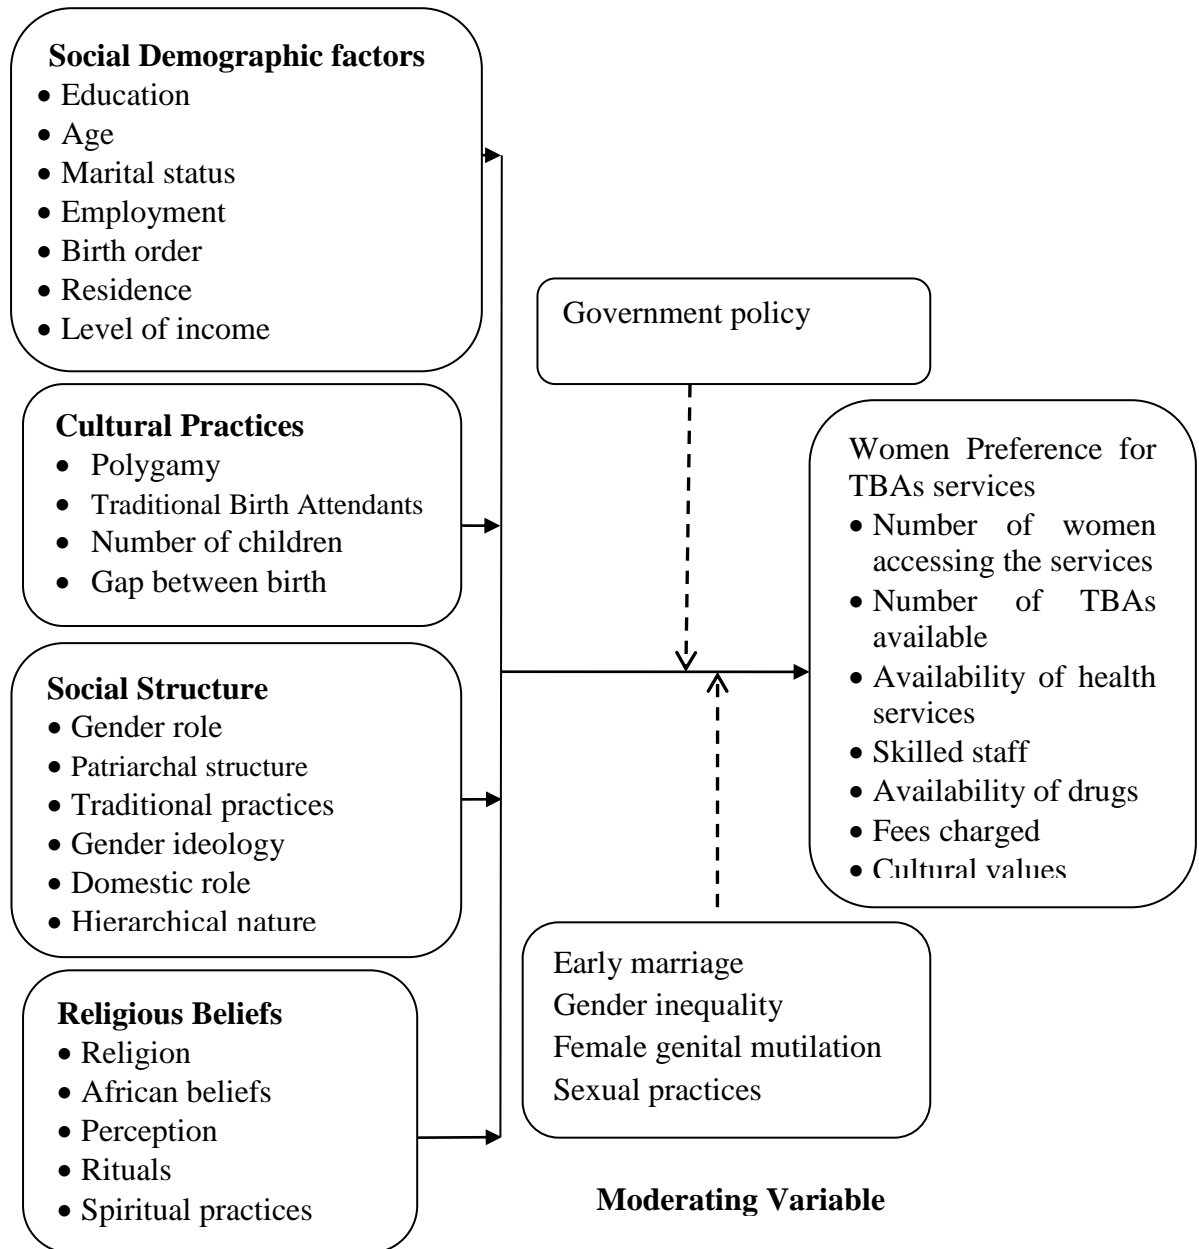 Social Demographic factors
• Education
• Age
• Marital status
• Employment
• Birth order
• Residence
• Level of income
Cultural Practices
• Polygamy
• Traditional Birth Attendants
• Number of children
• Gap between birth
Social Structure
• Gender role
• Patriarchal structure
• Traditional practices
• Gender ideology
• Domestic role
• Hierarchical nature
Religious Beliefs
• Religion
• African beliefs
• Perception
• Rituals
• Spiritual practices
Government policy
Early marriage
Gender inequality
Female genital mutilation
Sexual practices
Moderating Variable
Women Preference for
TBAs services
• Number of women
accessing the services
• Number of TBAs
available
• Availability of health
services
• Skilled staff
• Availability of drugs
• Fees charged
• Cultural values